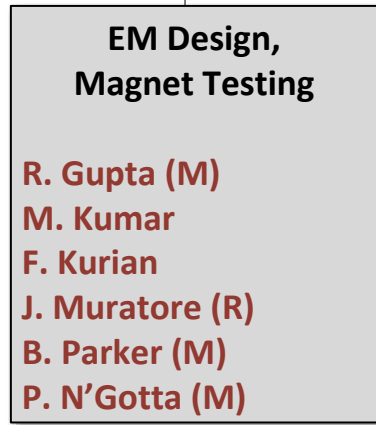 EM Design,
Magnet Testing
R. Gupta (M)
M. Kumar
F. Kurian
J. Muratore (R)
B. Parker (M)
P. N’Gotta (M)